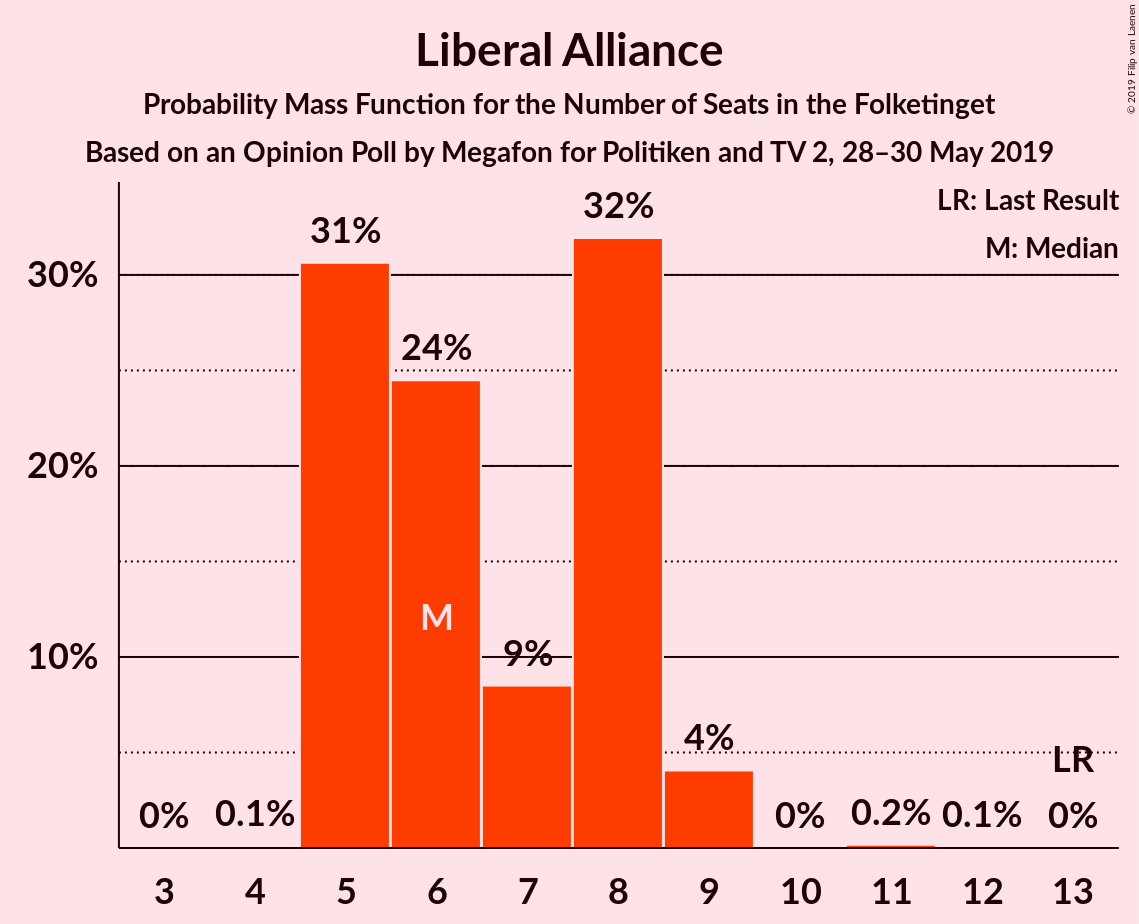 Liberal Alliance
Probability Mass Function for the Number of Seats in the Folketinget
Based on an Opinion Poll by Megafon for Politiken and TV 2, 28–30 May 2019
© 2019 Filip van Laenen
LR: Last Result
M: Median
30%
20%
10%
0%
0.1%
31%
24%
9%
32%
4%
0%
0.2%
0.1%
0%
M
LR
3 4 5 6 7 8 9 10 11 12 13